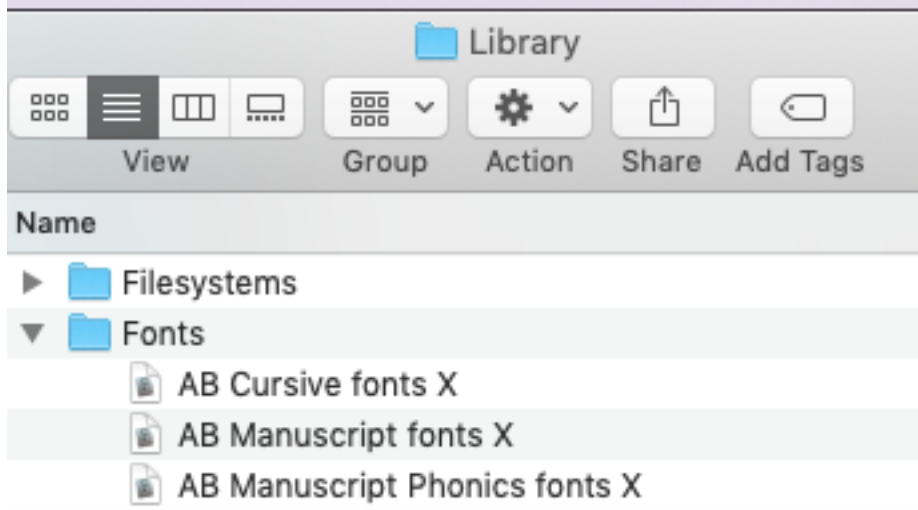 Library
View Group Action Share Add Tags
Name
Filesystems
Fonts
AB Cursive fonts X
AB Manuscript fonts X
AB Manuscript Phonics fonts X